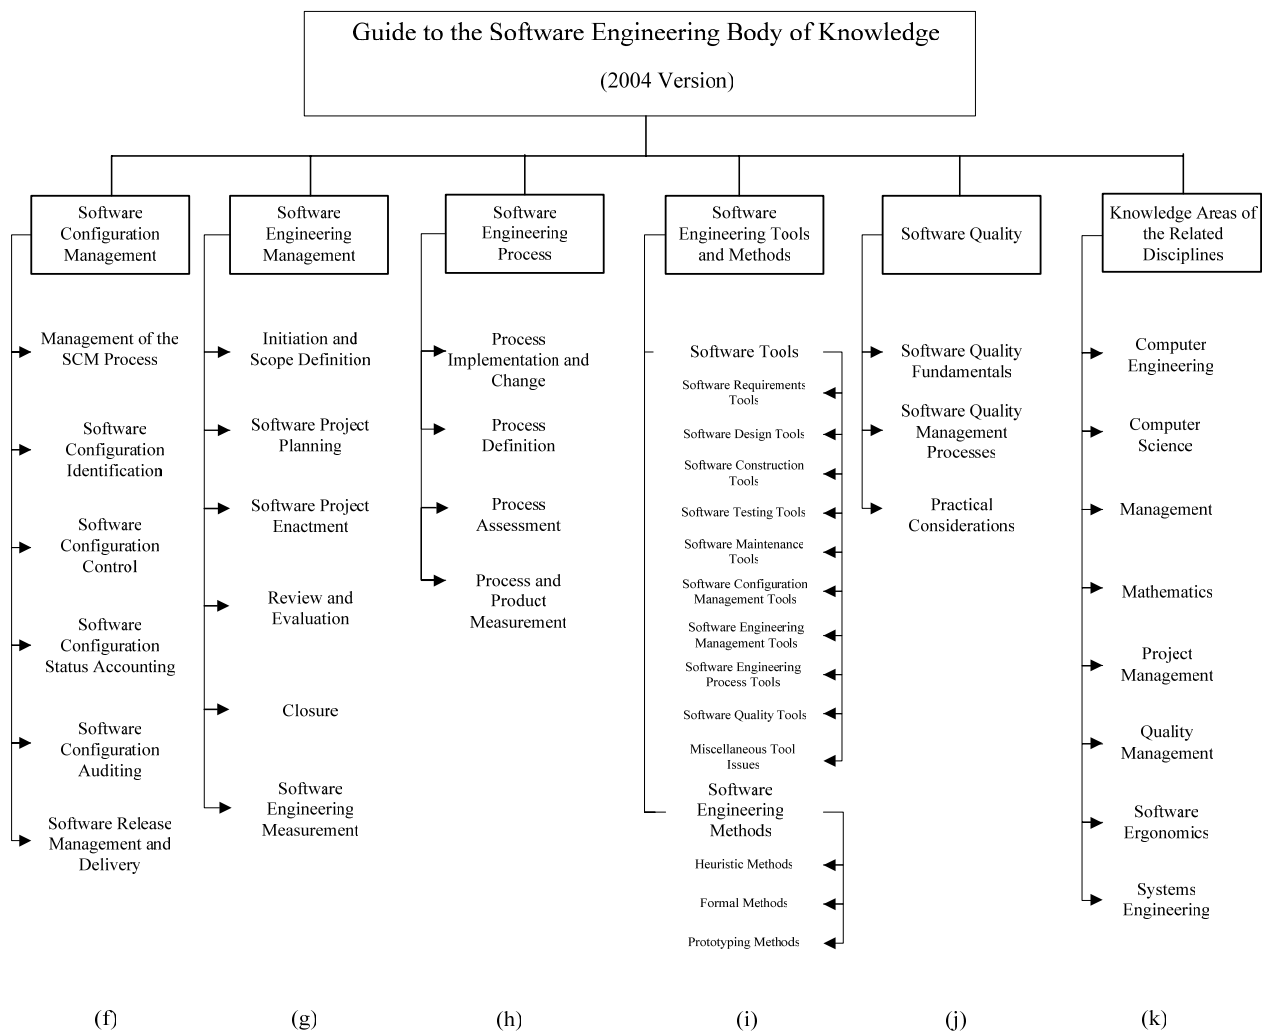 Guide to the Software Engineering Body of Knowledge
(2004 Version)
Software
Configuration
Management
Software
Engineering
Management
Software
Engineering
Process
Software
Engineering Tools
and Methods
Software Quality
Knowledge Areas of
the Related
Disciplines
Management of the
SCM Process
Software
Configuration
Identification
Software
Configuration
Control
Software
Configuration
Status Accounting
Software
Configuration
Auditing
Software Release
Management and
Delivery
Initiation and
Scope Definition
Software Project
Planning
Software Project
Enactment
Review and
Evaluation
Closure
Software
Engineering
Measurement
Process
Implementation and
Change
Process
Definition
Process
Assessment
Process and
Product
Measurement
Software Tools
Software Requirements
Tools
Software Design Tools
Software Construction
Tools
Software Testing Tools
Software Maintenance
Tools
Software Configuration
Management Tools
Software Engineering
Management Tools
Software Engineering
Process Tools
Software Quality Tools
Miscellaneous Tool
Issues
Software
Engineering
Methods
Heuristic Methods
Formal Methods
Prototyping Methods
Software Quality
Fundamentals
Software Quality
Management
Processes
Practical
Considerations
Computer
Engineering
Computer
Science
Management
Mathematics
Project
Management
Quality
Management
Software
Ergonomics
Systems
Engineering
(f)
(g)
(h)
(i)
(j)
(k)